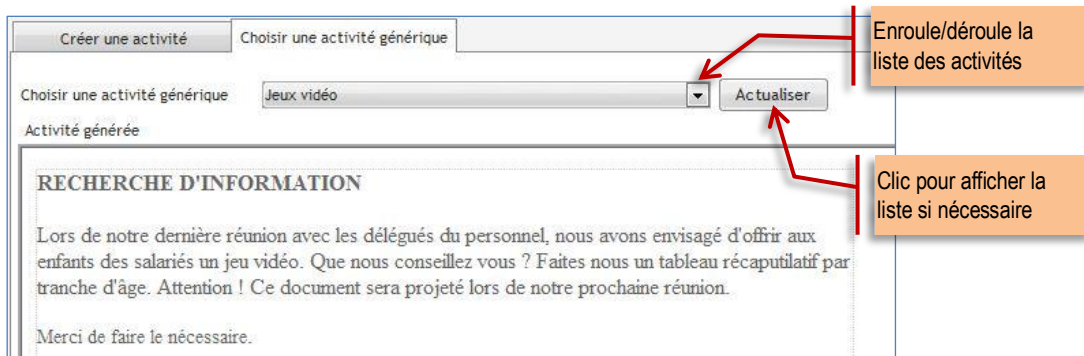 Créer une activité
Choisir une activité générique
Enroule/déroule la
liste des activités
Choisir une activité générique
Jeux vidéo
Actualiser
Activité générée
Clic pour afficher la
liste si nécessaire
RECHERCHE D'INFORMATION
Lors de notre dernière réunion avec les délégués du personnel, nous avons envisagé d'offrir aux
enfants des salariés un jeu vidéo. Que nous conseillez vous ? Faites nous un tableau récaputilatif par
tranche d'âge. Attention ! Ce document sera projeté lors de notre prochaine réunion.
Merci de faire le nécessaire.